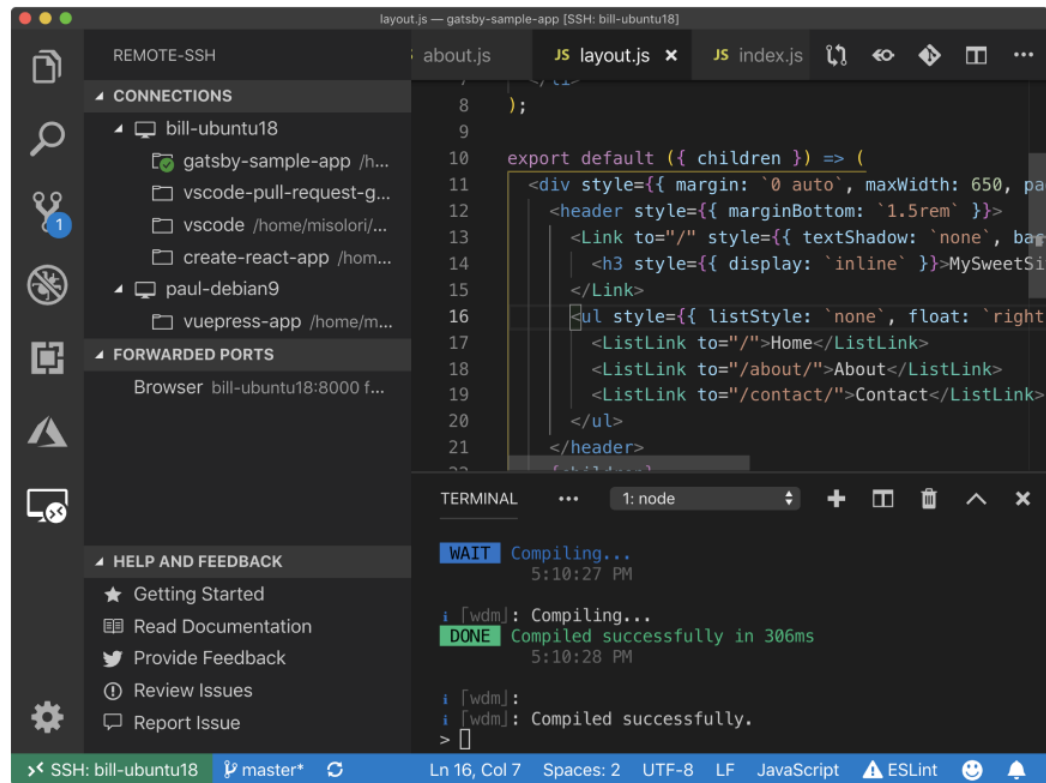 layout.js — gatsby-sample-app [SSH: bill-ubuntu18]
REMOTE-SSH
about.js
JS layout.js ×
JS index.js
CONNECTIONS
bill-ubuntu18
gatsby-sample-app /h...
vscode-pull-request-g...
vscode /home/misolori/...
create-react-app /hom...
paul-debian9
vuepress-app /home/m...
FORWARDED PORTS
Browser bill-ubuntu18:8000 f...
HELP AND FEEDBACK
Getting Started
Read Documentation
Provide Feedback
Review Issues
Report Issue
1
8 );
9
10 export default ({ children }) => (
11 <div style={{ margin: `0 auto`, maxWidth: 650, pa
12 <header style={{ marginBottom: `1.5rem` }}>
13 <Link to="/" style={{ textShadow: `none`, bac
14 <h3 style={{ display: `inline` }}>MySweetSi
15 </Link>
16 <ul style={{ listStyle: `none`, float: `right
17 <ListLink to="/">Home</ListLink>
18 <ListLink to="/about/">About</ListLink>
19 <ListLink to="/contact/">Contact</ListLink>
20 </ul>
21 </header>
TERMINAL ••• 1: node
WAIT Compiling...
5:10:27 PM
i ｢wdm｣: Compiling...
DONE Compiled successfully in 306ms
5:10:28 PM
i ｢wdm｣:
i ｢wdm｣: Compiled successfully.
>
SSH: bill-ubuntu18 master* Ln 16, Col 7 Spaces: 2 UTF-8 LF JavaScript ESLint